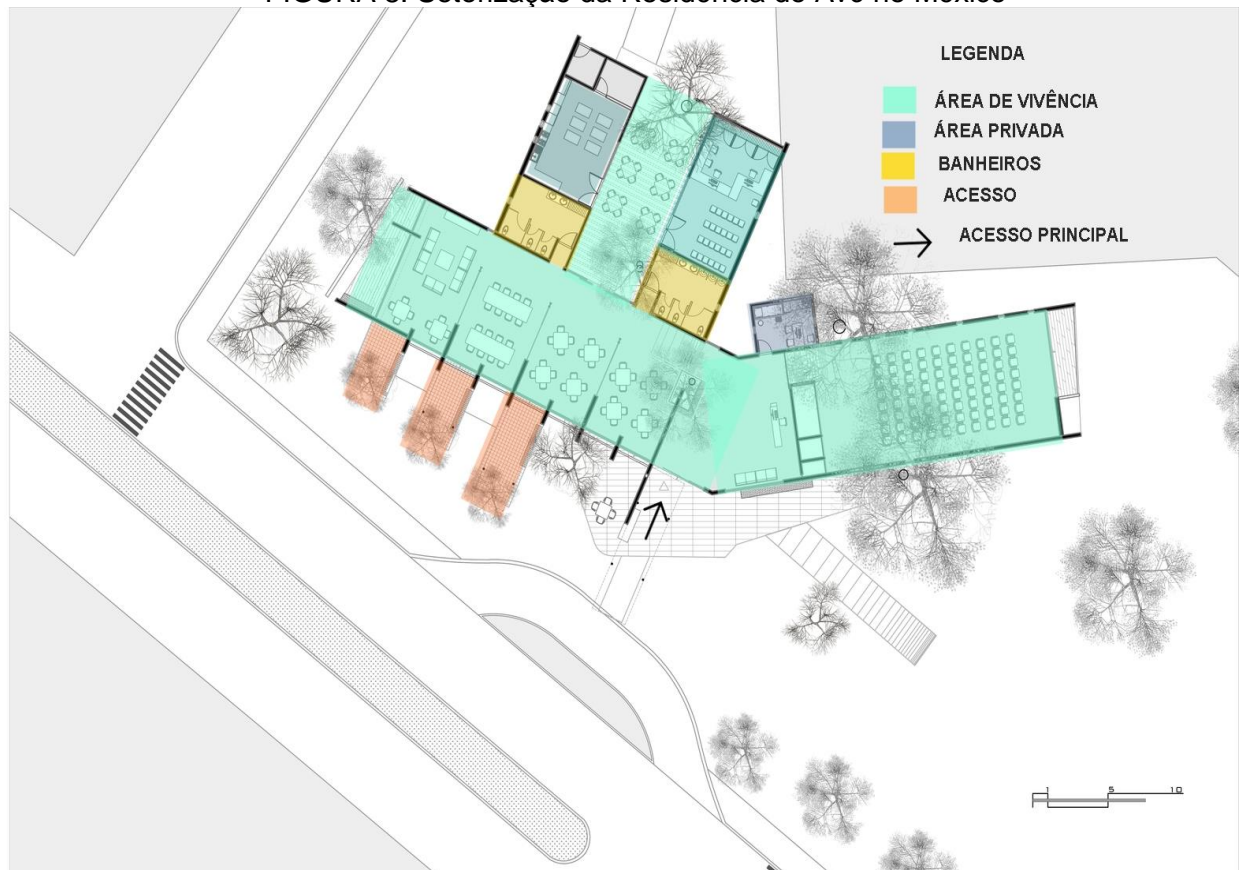 LEGENDA
ÁREA DE VIVÊNCIA
ÁREA PRIVADA
BANHEIROS
ACESSO
ACESSO PRINCIPAL
1 5 10